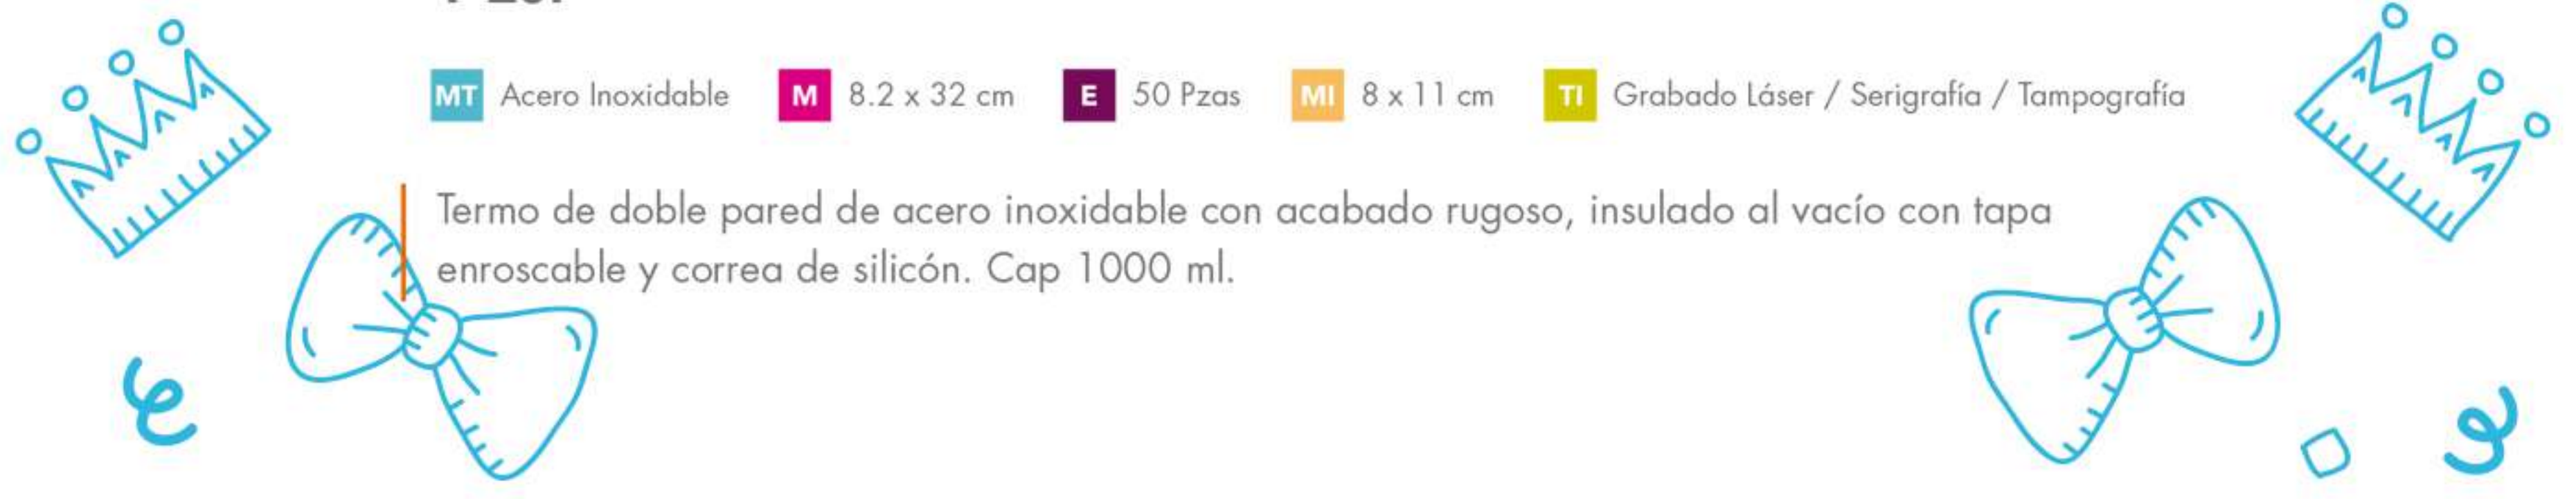 MT Acero Inoxidable M 8.2 x 32 cm E 50 Pzas MI 8 x 11 cm TI Grabado Láser / Serigrafía / Tampografía
Termo de doble pared de acero inoxidable con acabado rugoso, insulado al vacío con tapa
enroscable y correa de silicón. Cap 1000 ml.